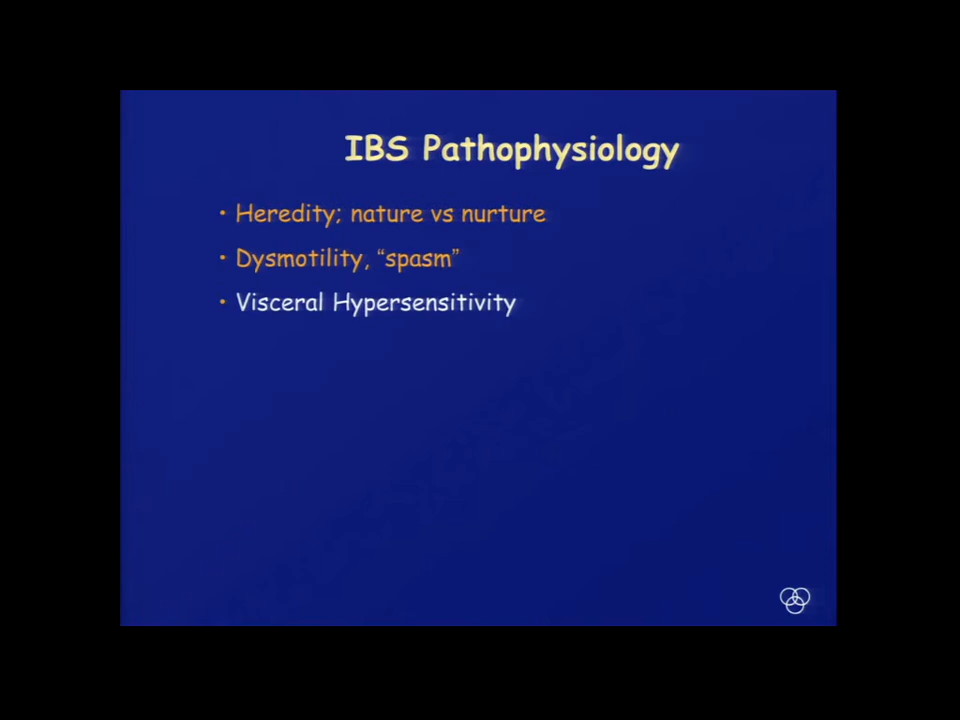 IBS Pathophysiology
• Heredity; nature vs nurture
• Dysmotility, “spasm”
• Visceral Hypersensitivity